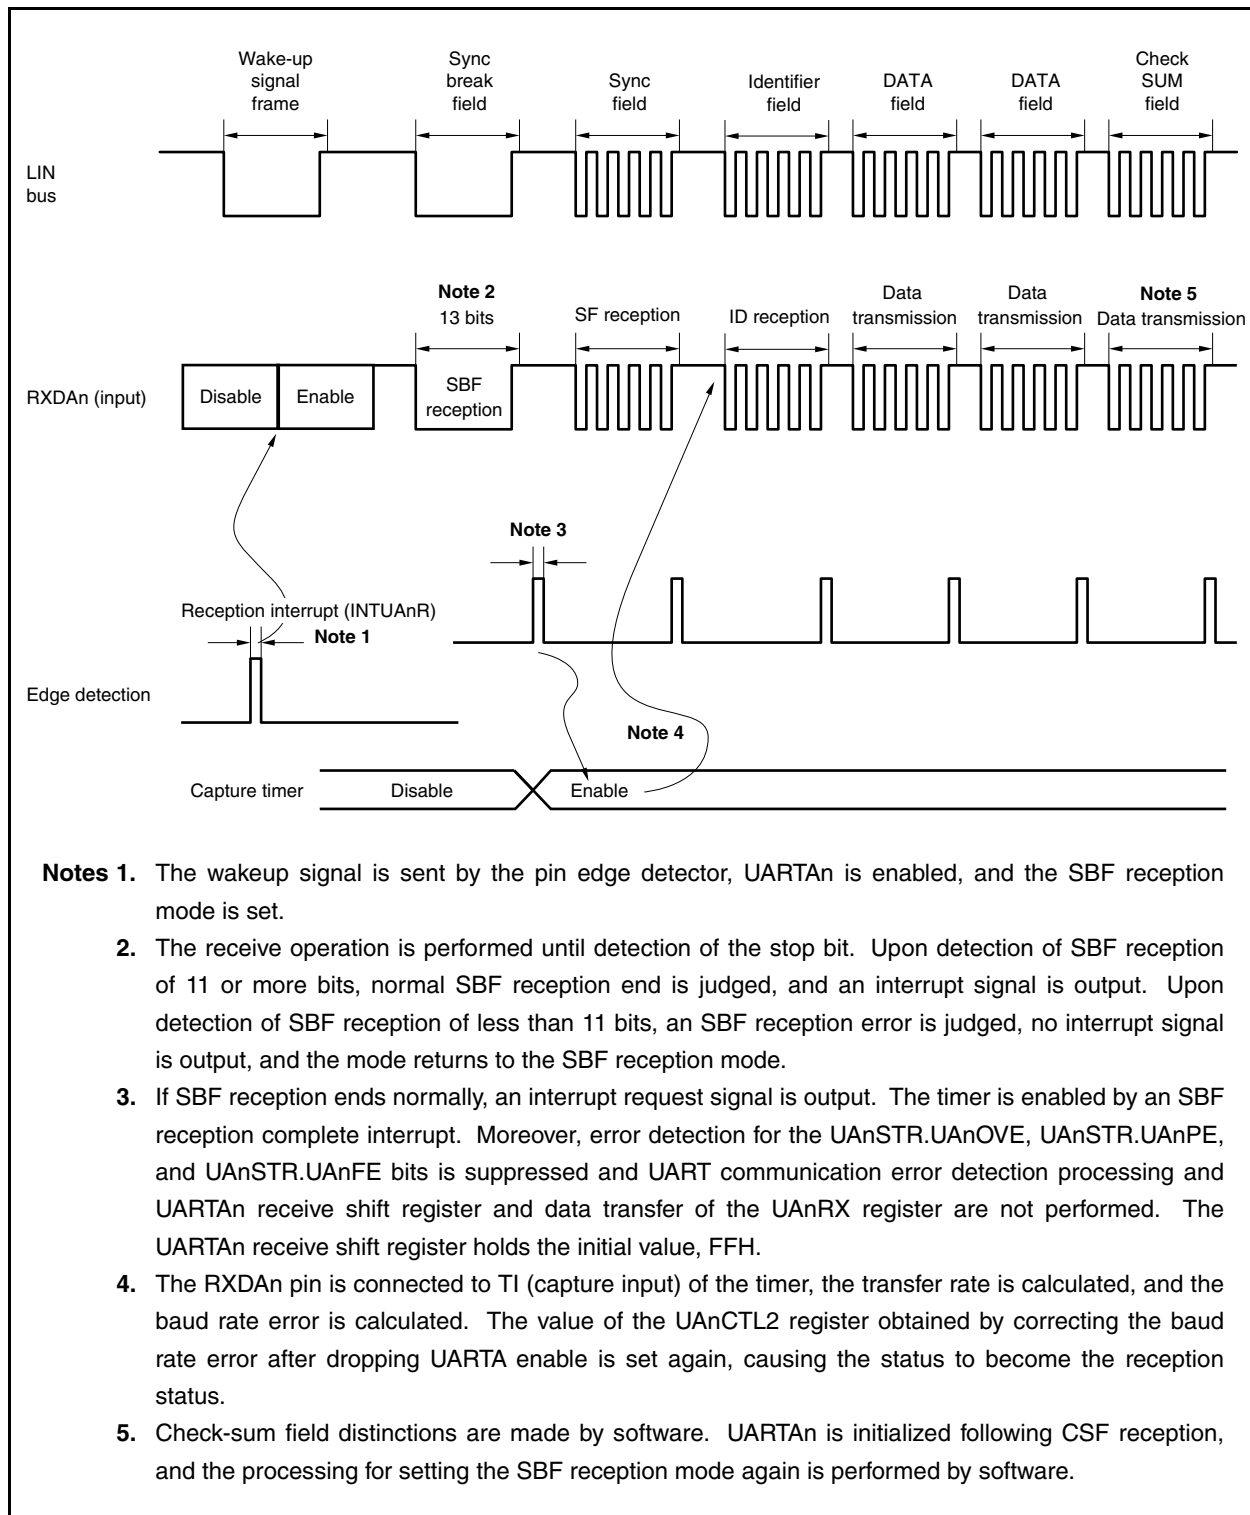 Wake-up
signal
frame
Sync
break
field
Sync
field
Identifier
field
DATA
field
DATA
field
Check
SUM
field
LIN
bus
Note 2
13 bits
SF reception
ID reception
Data
transmission
Data
transmission
Note 5
Data transmission
RXDAn (input)
Disable
Enable
SBF
reception
Note 3
Reception interrupt (INTUAnR)
Note 1
Edge detection
Note 4
Capture timer
Disable
Enable
Notes 1. The wakeup signal is sent by the pin edge detector, UARTAn is enabled, and the SBF reception
mode is set.
2. The receive operation is performed until detection of the stop bit. Upon detection of SBF reception
of 11 or more bits, normal SBF reception end is judged, and an interrupt signal is output. Upon
detection of SBF reception of less than 11 bits, an SBF reception error is judged, no interrupt signal
is output, and the mode returns to the SBF reception mode.
3. If SBF reception ends normally, an interrupt request signal is output. The timer is enabled by an SBF
reception complete interrupt. Moreover, error detection for the UAnSTR.UAnOVE, UAnSTR.UAnPE,
and UAnSTR.UAnFE bits is suppressed and UART communication error detection processing and
UARTAn receive shift register and data transfer of the UAnRX register are not performed. The
UARTAn receive shift register holds the initial value, FFH.
4. The RXDAn pin is connected to TI (capture input) of the timer, the transfer rate is calculated, and the
baud rate error is calculated. The value of the UAnCTL2 register obtained by correcting the baud
rate error after dropping UARTA enable is set again, causing the status to become the reception
status.
5. Check-sum field distinctions are made by software. UARTAn is initialized following CSF reception,
and the processing for setting the SBF reception mode again is performed by software.